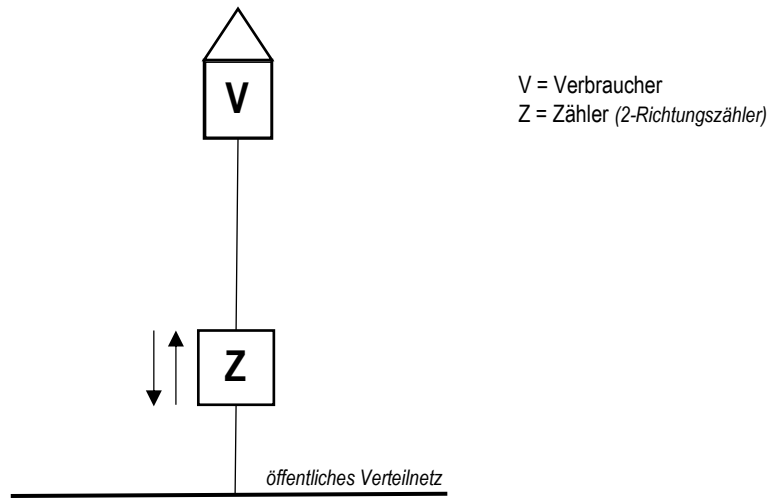 V
V = Verbraucher
Z = Zähler (2-Richtungszähler)
Z
öffentliches Verteilnetz